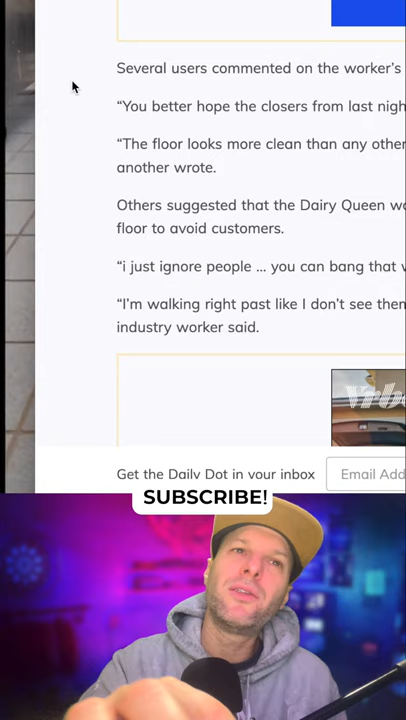 Several users commented on the worker's
“You better hope the closers from last nigh
“The floor looks more clean than any other
another wrote.
Others suggested that the Dairy Queen wo
floor to avoid customers.
“i just ignore people ... you can bang that
“I'm walking right past like I don't see them
industry worker said.
Vrbo
Get the Daily Dot in your inbox
Email Add
SUBSCRIBE!